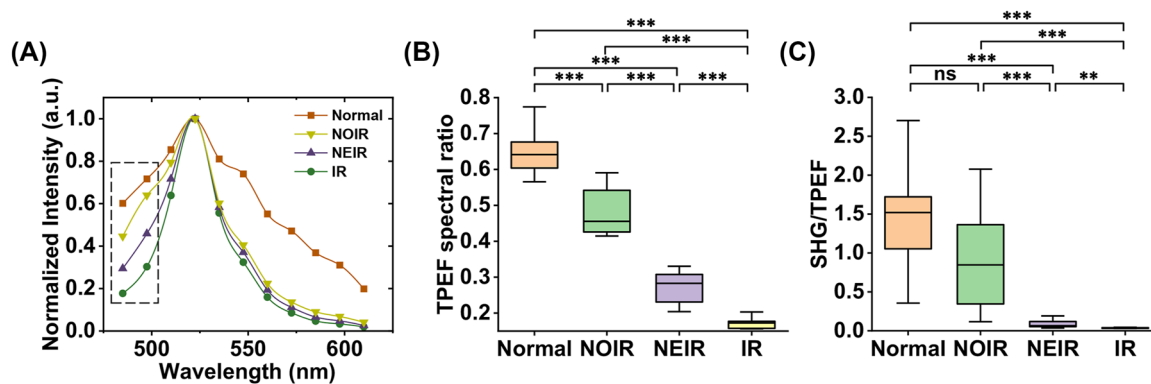 (A)
Normalized Intensity (a.u.)
1.0
0.8
0.6
0.4
0.2
0.0
500
550
600
Wavelength (nm)
Normal
NOIR
NEIR
IR
(B)
***
***
***
*** *** ***
TPEF spectral ratio
0.8
0.7
0.6
0.5
0.4
0.3
0.2
Normal NOIR NEIR IR
(C)
***
***
***
ns *** **
SHG/TPEF
3.0
2.5
2.0
1.5
1.0
0.5
0.0
Normal NOIR NEIR IR